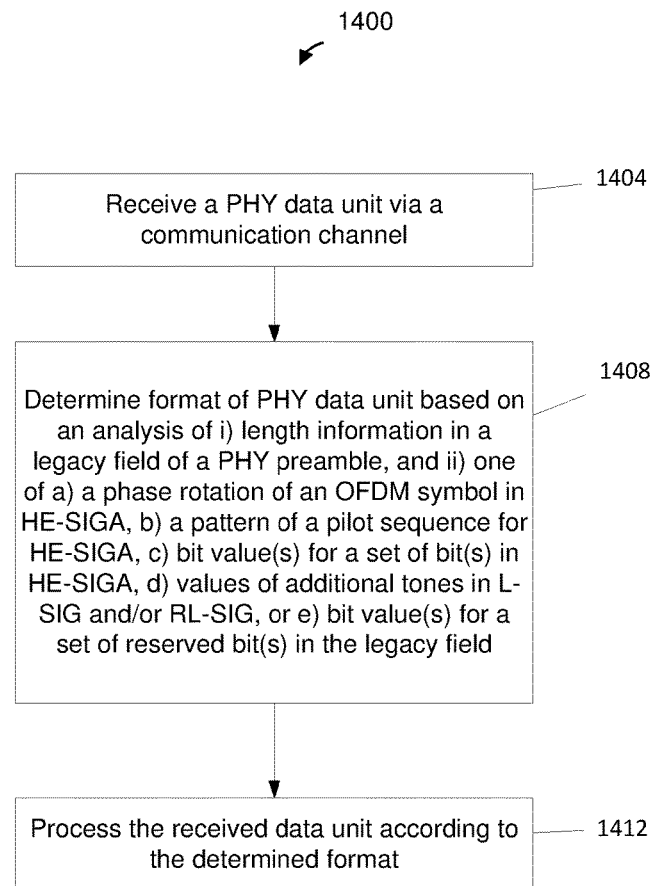 1400
1404
Receive a PHY data unit via a
communication channel
1408
Determine format of PHY data unit based on
an analysis of i) length information in a
legacy field of a PHY preamble, and ii) one
of a) a phase rotation of an OFDM symbol in
HE-SIGA, b) a pattern of a pilot sequence for
HE-SIGA, c) bit value(s) for a set of bit(s) in
HE-SIGA, d) values of additional tones in L-
SIG and/or RL-SIG, or e) bit value(s) for a
set of reserved bit(s) in the legacy field
Process the received data unit according to
the determined format
1412